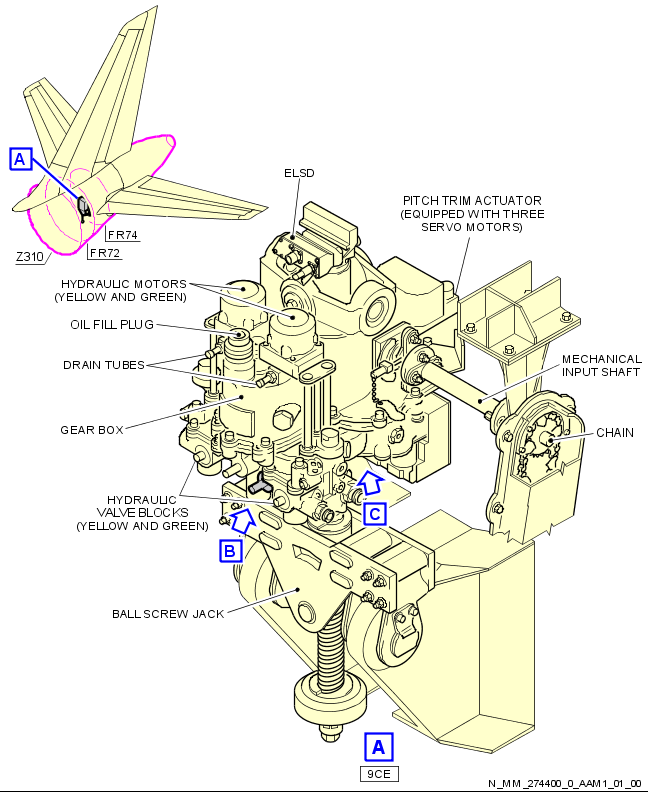 A
FR74
FR72
Z310
ELSD
PITCH TRIM ACTUATOR
(EQUIPPED WITH THREE
SERVO MOTORS)
HYDRAULIC MOTORS
(YELLOW AND GREEN)
OIL FILL PLUG
DRAIN TUBES
MECHANICAL
INPUT SHAFT
GEAR BOX
CHAIN
HYDRAULIC
VALVE BLOCKS
(YELLOW AND GREEN)
C
B
BALL SCREW JACK
A
9CE
N_MM_274400_0_AAM1_01_00